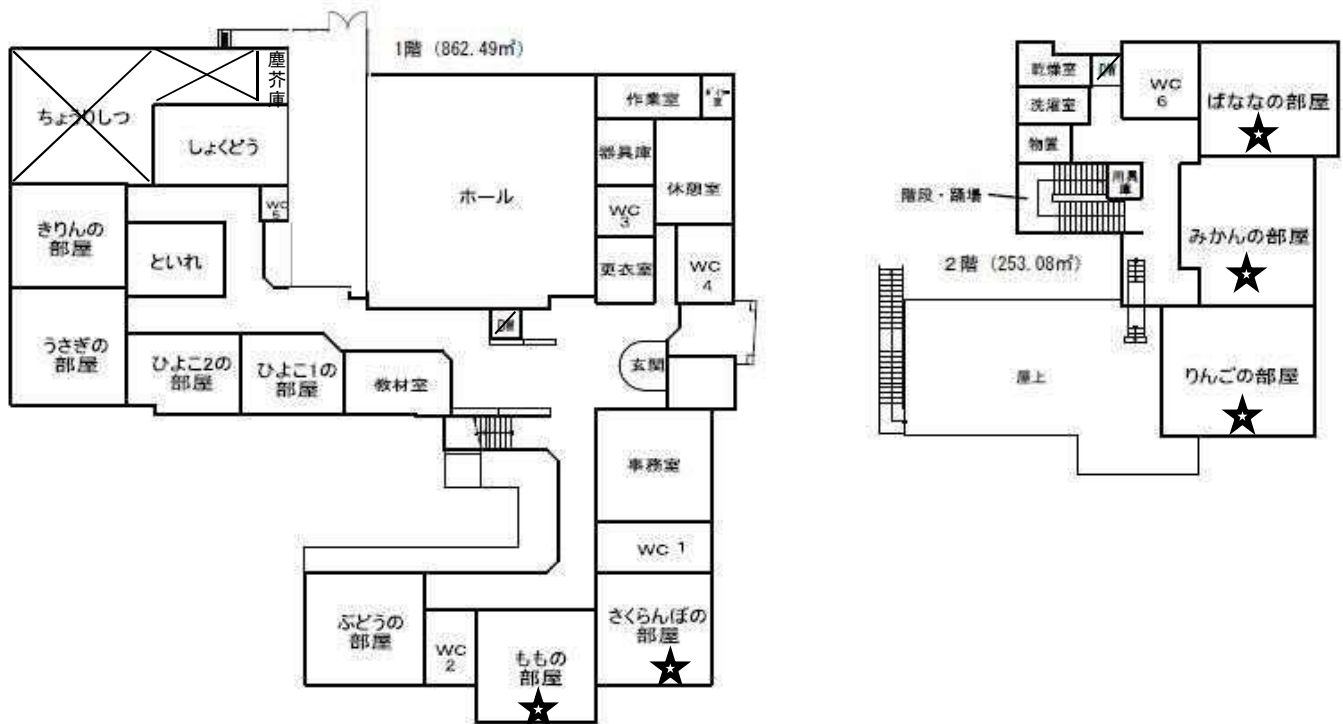 1階 (862.49㎡)
塵芥庫
ちょうりしつ
しょくどう
WC
5
きりんの
部屋
といれ
うさぎの
部屋
ひよこ2の
部屋
ひよこ1の
部屋
教材室
ホール
作業室
器具庫
休憩室
WC
3
更衣室
WC
4
玄関
事務室
WC 1
さくらんぼの
部屋
ぶどうの
部屋
WC
2
ももの
部屋
乾燥室
洗濯室
物置
WC
6
ばななの部屋
用具
庫
階段・踊場
みかんの部屋
2階 (253.08㎡)
屋上
りんごの部屋